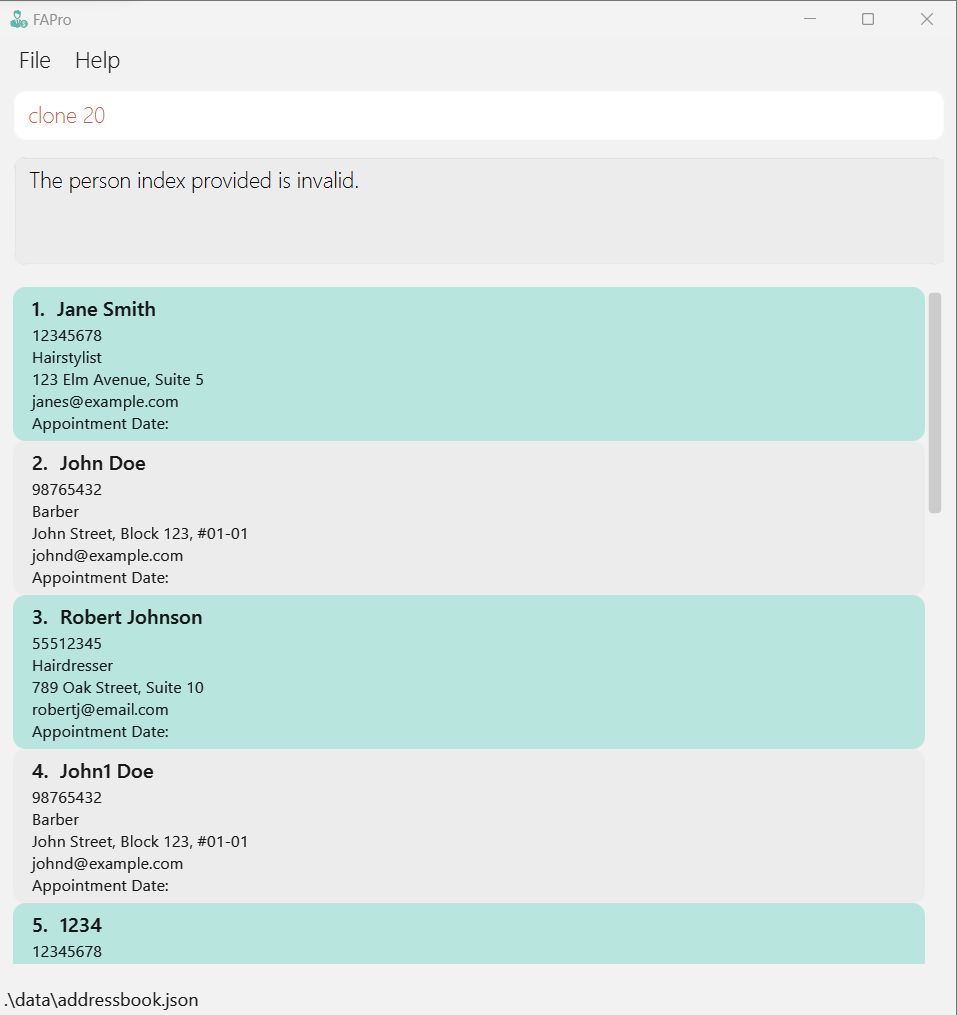 FAPro
File Help
clone 20
The person index provided is invalid.
1. Jane Smith
12345678
Hairstylist
123 Elm Avenue, Suite 5
janes@example.com
Appointment Date:
2. John Doe
98765432
Barber
John Street, Block 123, #01-01
johnd@example.com
Appointment Date:
3. Robert Johnson
55512345
Hairdresser
789 Oak Street, Suite 10
robertj@email.com
Appointment Date:
4. John1 Doe
98765432
Barber
John Street, Block 123, #01-01
johnd@example.com
Appointment Date:
5. 1234
12345678
.\data\addressbook.json